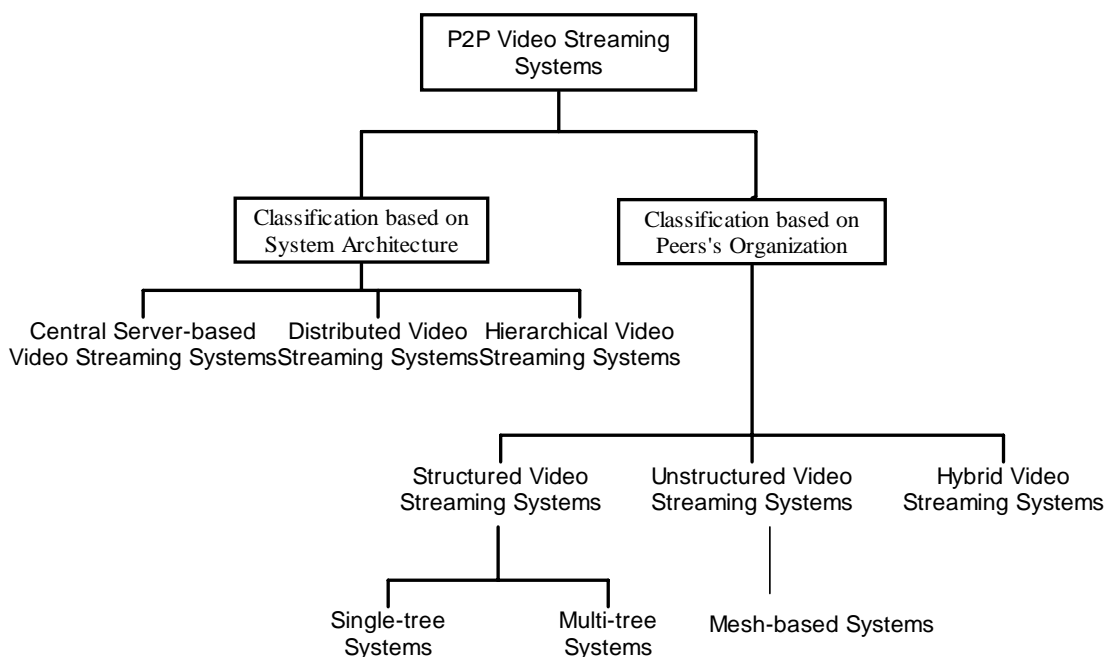 P2P Video Streaming
Systems
Classification based on
System Architecture
Classification based on
Peers's Organization
Central Server-based
Video Streaming Systems
Distributed Video
Streaming Systems
Hierarchical Video
Streaming Systems
Structured Video
Streaming Systems
Unstructured Video
Streaming Systems
Hybrid Video
Streaming Systems
Single-tree
Systems
Multi-tree
Systems
Mesh-based Systems